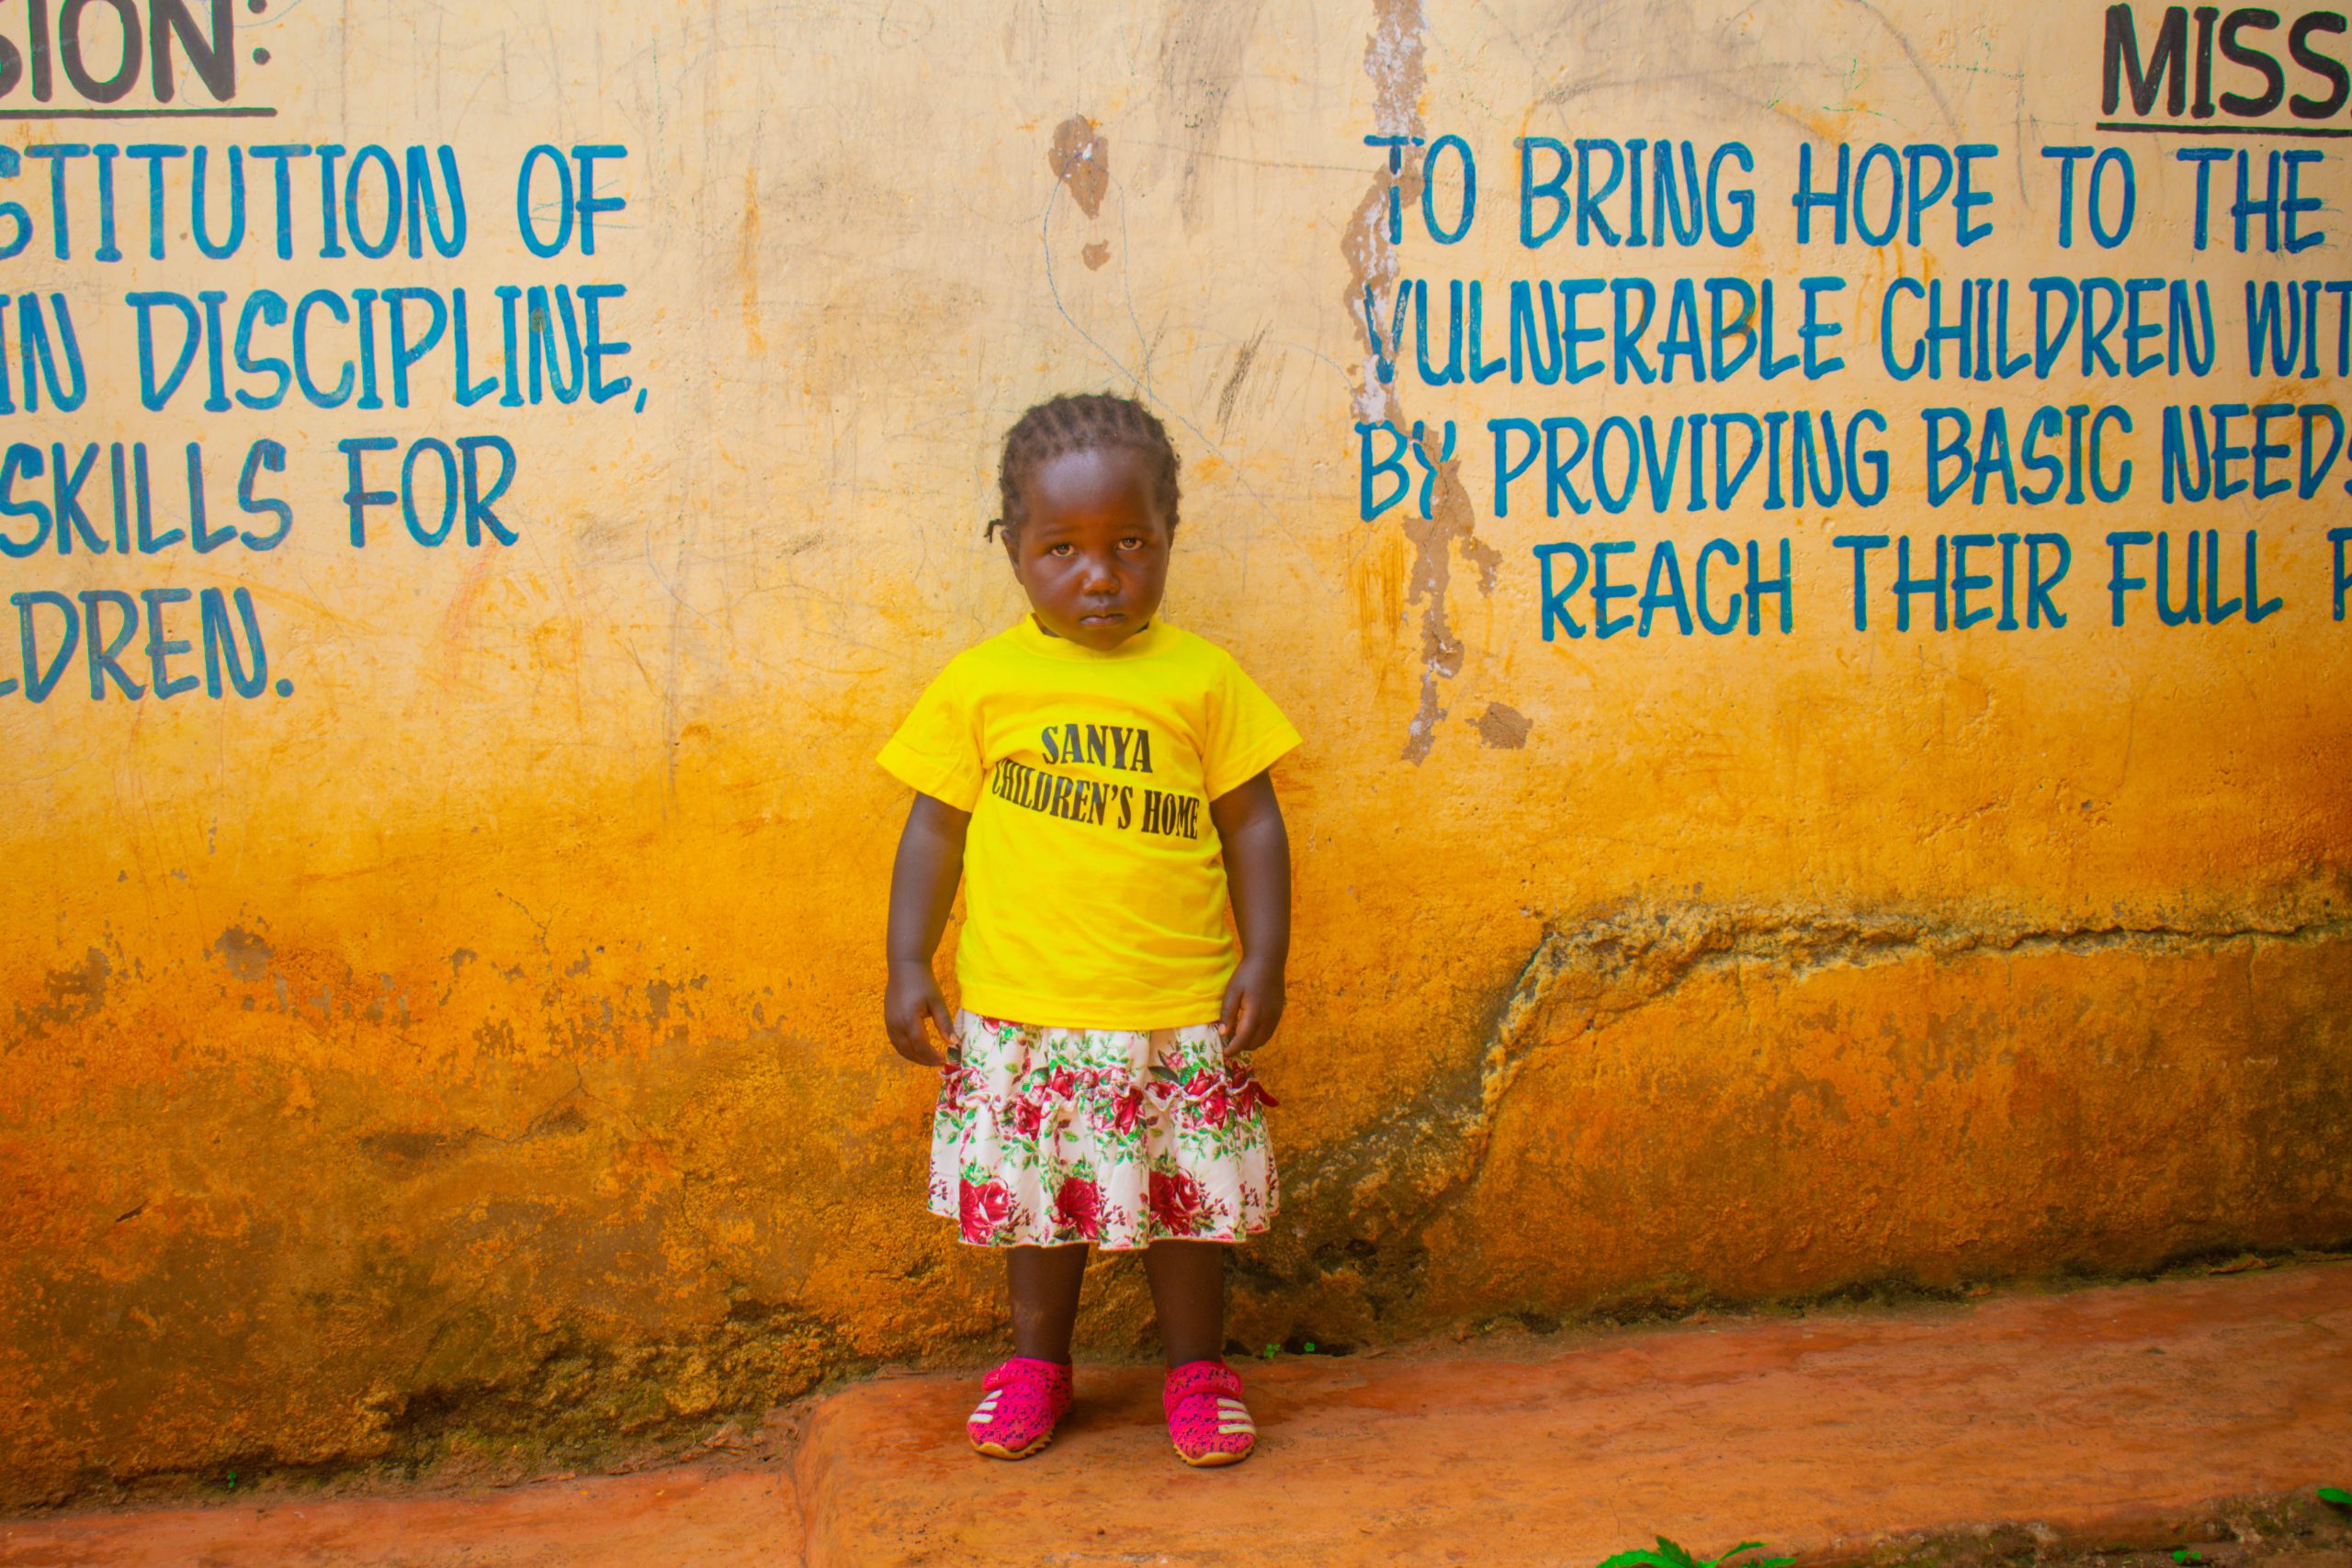 SION:
STITUTION OF
IN DISCIPLINE,
SKILLS FOR
LDREN.
MISS
TO BRING HOPE TO THE
VULNERABLE CHILDREN WIT
BY PROVIDING BASIC NEEDS
REACH THEIR FULL P
SANYA
CHILDREN'S HOME